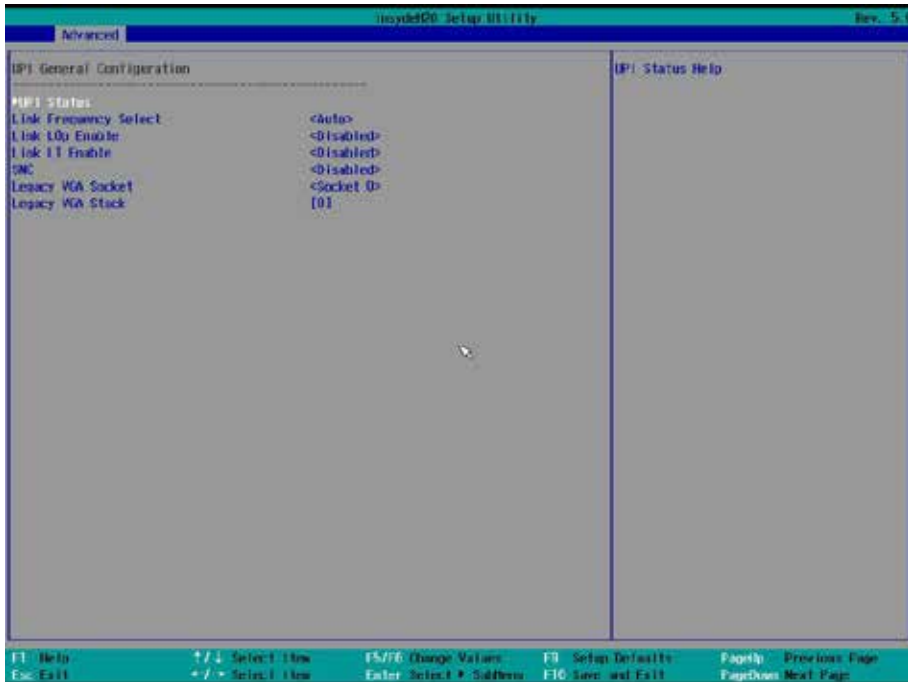 InsydeH20 Setup Utility Rev. 5.
Advanced
UPI General Configuration
UPI Status Help
UPI Status
Link Frequency Select <Auto>
Link L0p Enable <Disabled>
Link L1 Enable <Disabled>
SNC <Disabled>
Legacy VGA Socket <Socket 0>
Legacy VGA Stack [0]
F1 Help ↑/↓ Select Item F5/F6 Change Values F9 Setup Defaults PageUp Previous Page
Esc Exit Select Item Enter Select ▸ SubMenu F10 Save and Exit PageDown Next Page